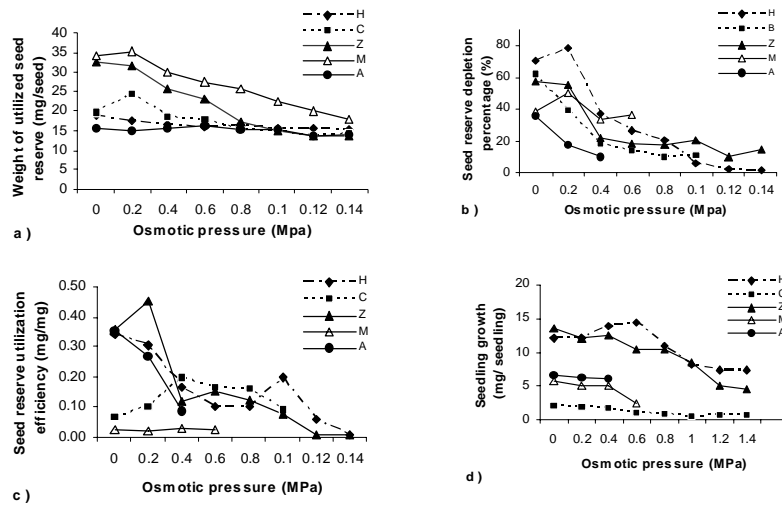 H
C
Z
M
A
40
35
30
25
20
15
10
5
0
0 0.2 0.4 0.6 0.8 0.1 0.12 0.14
Weight of utilized seed
reserve (mg/seed)
Osmotic pressure (Mpa)
a )
H
B
Z
M
A
80
60
40
20
0
0 0.2 0.4 0.6 0.8 0.1 0.12 0.14
Seed reserve depletion
percentage (%)
Osmotic pressure (Mpa)
b )
H
C
Z
M
A
0.50
0.40
0.30
0.20
0.10
0.00
0 0.2 0.4 0.6 0.8 0.1 0.12 0.14
Seed reserve utilization
efficiency (mg/mg)
Osmotic pressure (MPa)
c )
H
C
Z
M
A
20
15
10
5
0
0 0.2 0.4 0.6 0.8 1 1.2 1.4
Seedling growth
(mg/ seedling)
Osmotic pressure (MPa)
d )